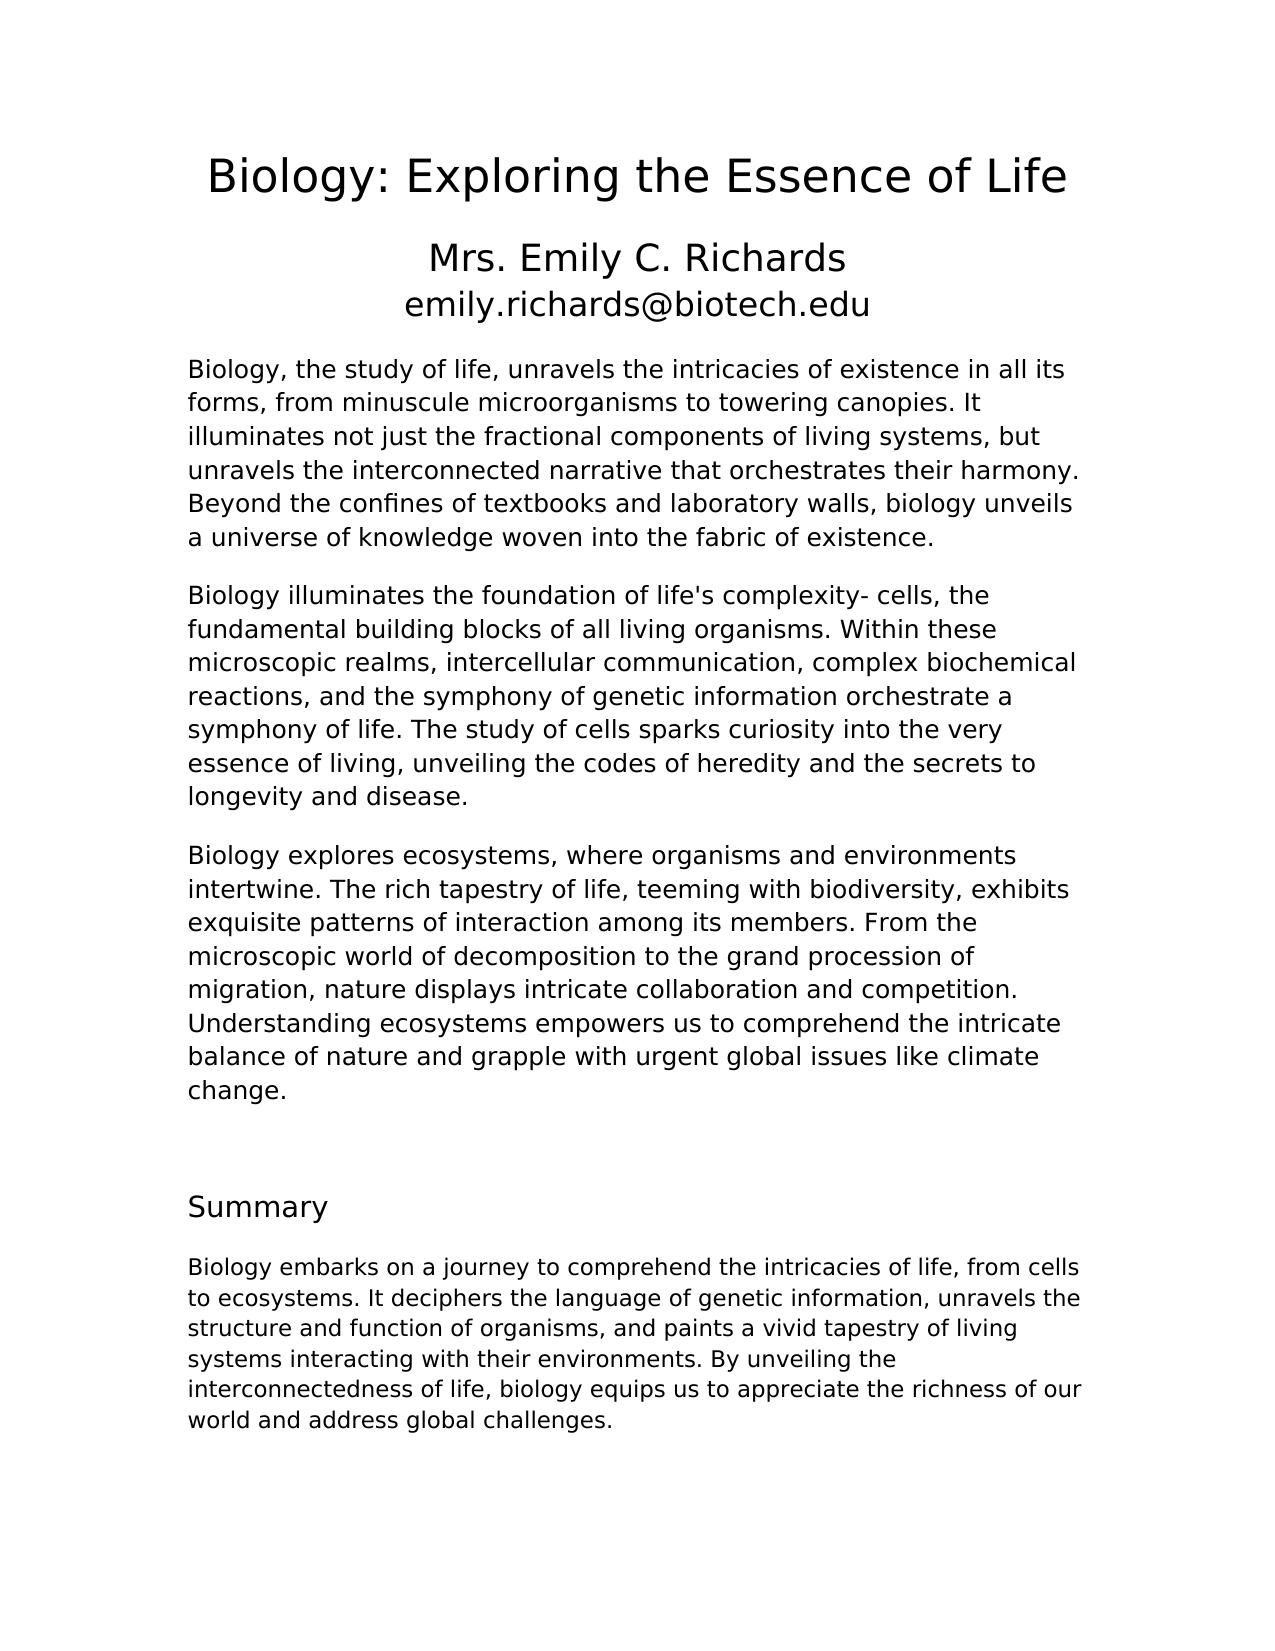 Biology: Exploring the Essence of Life
Mrs. Emily C. Richards
emily.richards@biotech.edu
Biology, the study of life, unravels the intricacies of existence in all its
forms, from minuscule microorganisms to towering canopies. It
illuminates not just the fractional components of living systems, but
unravels the interconnected narrative that orchestrates their harmony.
Beyond the confines of textbooks and laboratory walls, biology unveils
a universe of knowledge woven into the fabric of existence.
Biology illuminates the foundation of life's complexity- cells, the
fundamental building blocks of all living organisms. Within these
microscopic realms, intercellular communication, complex biochemical
reactions, and the symphony of genetic information orchestrate a
symphony of life. The study of cells sparks curiosity into the very
essence of living, unveiling the codes of heredity and the secrets to
longevity and disease.
Biology explores ecosystems, where organisms and environments
intertwine. The rich tapestry of life, teeming with biodiversity, exhibits
exquisite patterns of interaction among its members. From the
microscopic world of decomposition to the grand procession of
migration, nature displays intricate collaboration and competition.
Understanding ecosystems empowers us to comprehend the intricate
balance of nature and grapple with urgent global issues like climate
change.
Summary
Biology embarks on a journey to comprehend the intricacies of life, from cells
to ecosystems. It deciphers the language of genetic information, unravels the
structure and function of organisms, and paints a vivid tapestry of living
systems interacting with their environments. By unveiling the
interconnectedness of life, biology equips us to appreciate the richness of our
world and address global challenges.